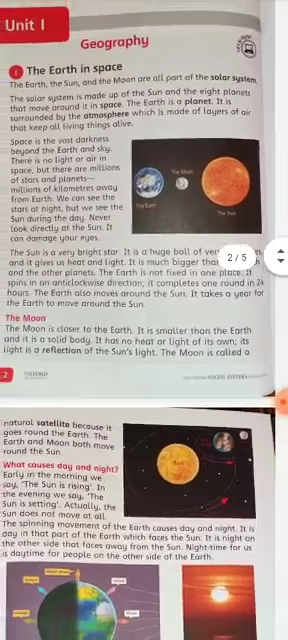 Unit 1
Geography
1 The Earth in space
The Earth, the Sun, and the Moon are all part of the solar system.
The solar system is made up of the Sun and the eight planets
that move around it in space. The Earth is a planet. It is
surrounded by the atmosphere which is made of layers of air
that keep all living things alive.
Space is the vast darkness
beyond the Earth and sky.
There is no light or air in
space, but there are millions
of stars and planets—
millions of kilometres away
from Earth. We can see the
stars at night, but we see the
Sun during the day. Never
look directly at the Sun. It
can damage your eyes.
The Moon
The Earth
The Sun
The Sun is a very bright star. It is a huge ball of
and it gives us heat and light. It is much bigger
2/5
and the other planets. The Earth is not fixed in one place. It
spins in an anticlockwise direction; it completes one round in 24
hours. The Earth also moves around the Sun. It takes a year for
the Earth to move around the Sun.
The Moon
The Moon is closer to the Earth. It is smaller than the Earth
and it is a solid body. It has no heat or light of its own; its
light is a reflection of the Sun's light. The Moon is called a
2
OXFORD
natural satellite because it
goes round the Earth. The
Earth and Moon both move
round the Sun.
Sun
What causes day and night?
Early in the morning we
say, 'The Sun is rising'. In
the evening we say, 'The
Sun is setting'. Actually, the
Sun does not move at all.
The spinning movement of the Earth causes day and night. It is
day in that part of the Earth which faces the Sun. It is night on
the other side that faces away from the Sun. Night-time for us
is daytime for people on the other side of the Earth.